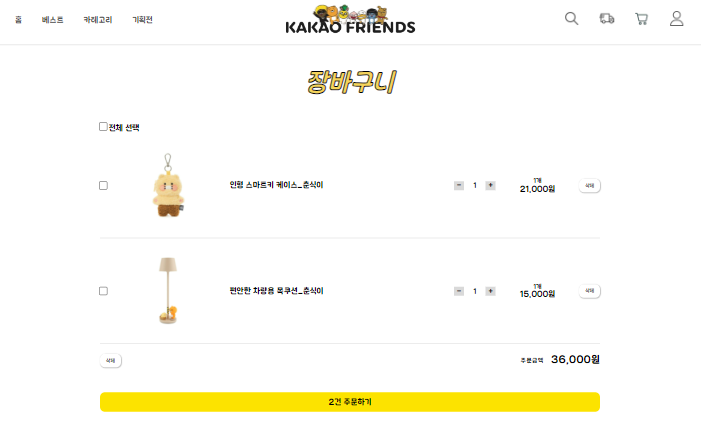 홈 베스트 카테고리 기획전
KAKAO FRIENDS
장바구니
전체 선택
인형 스마트키 케이스_춘식이
- 1 +
1개
21,000원
삭제
편안한 차량용 목쿠션_춘식이
- 1 +
1개
15,000원
삭제
삭제
주문금액 36,000원
2건 주문하기